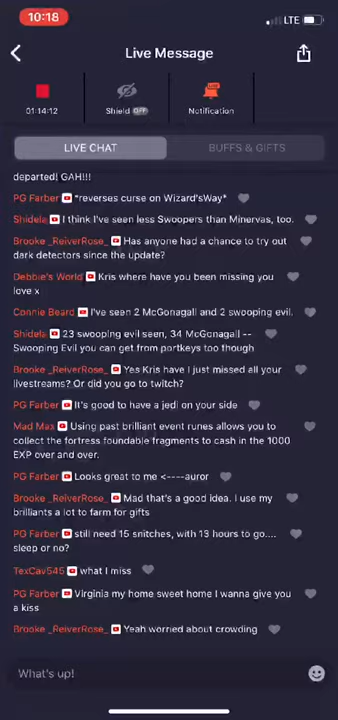 10:18
LTE
Live Message
01:14:12
Shield OFF
Notification
LIVE CHAT
BUFFS & GIFTS
departed! GAH!!!
PG Farber *reverses curse on Wizard'sWay*
Shidela I think I've seen less Swoopers than Minervas, too.
Brooke _ReiverRose_ Has anyone had a chance to try out
dark detectors since the update?
Debbie's World Kris where have you been missing you
love x
Connie Beard I've seen 2 McGonagall and 2 swooping evil.
Shidela 23 swooping evil seen, 34 McGonagall --
Swooping Evil you can get from portkeys too though
Brooke _ReiverRose_ Yes Kris have I just missed all your
livestreams? Or did you go to twitch?
PG Farber It's good to have a jedi on your side
Mad Max Using past brilliant event runes allows you to
collect the fortress foundable fragments to cash in the 1000
EXP over and over.
PG Farber Looks great to me <----auror
Brooke _ReiverRose_ Mad that's a good idea. I use my
brilliants a lot to farm for gifts
PG Farber still need 15 snitches, with 13 hours to go....
sleep or no?
TexCav545 what I miss
PG Farber Virginia my home sweet home I wanna give you
a kiss
Brooke _ReiverRose_ Yeah worried about crowding
What's up!